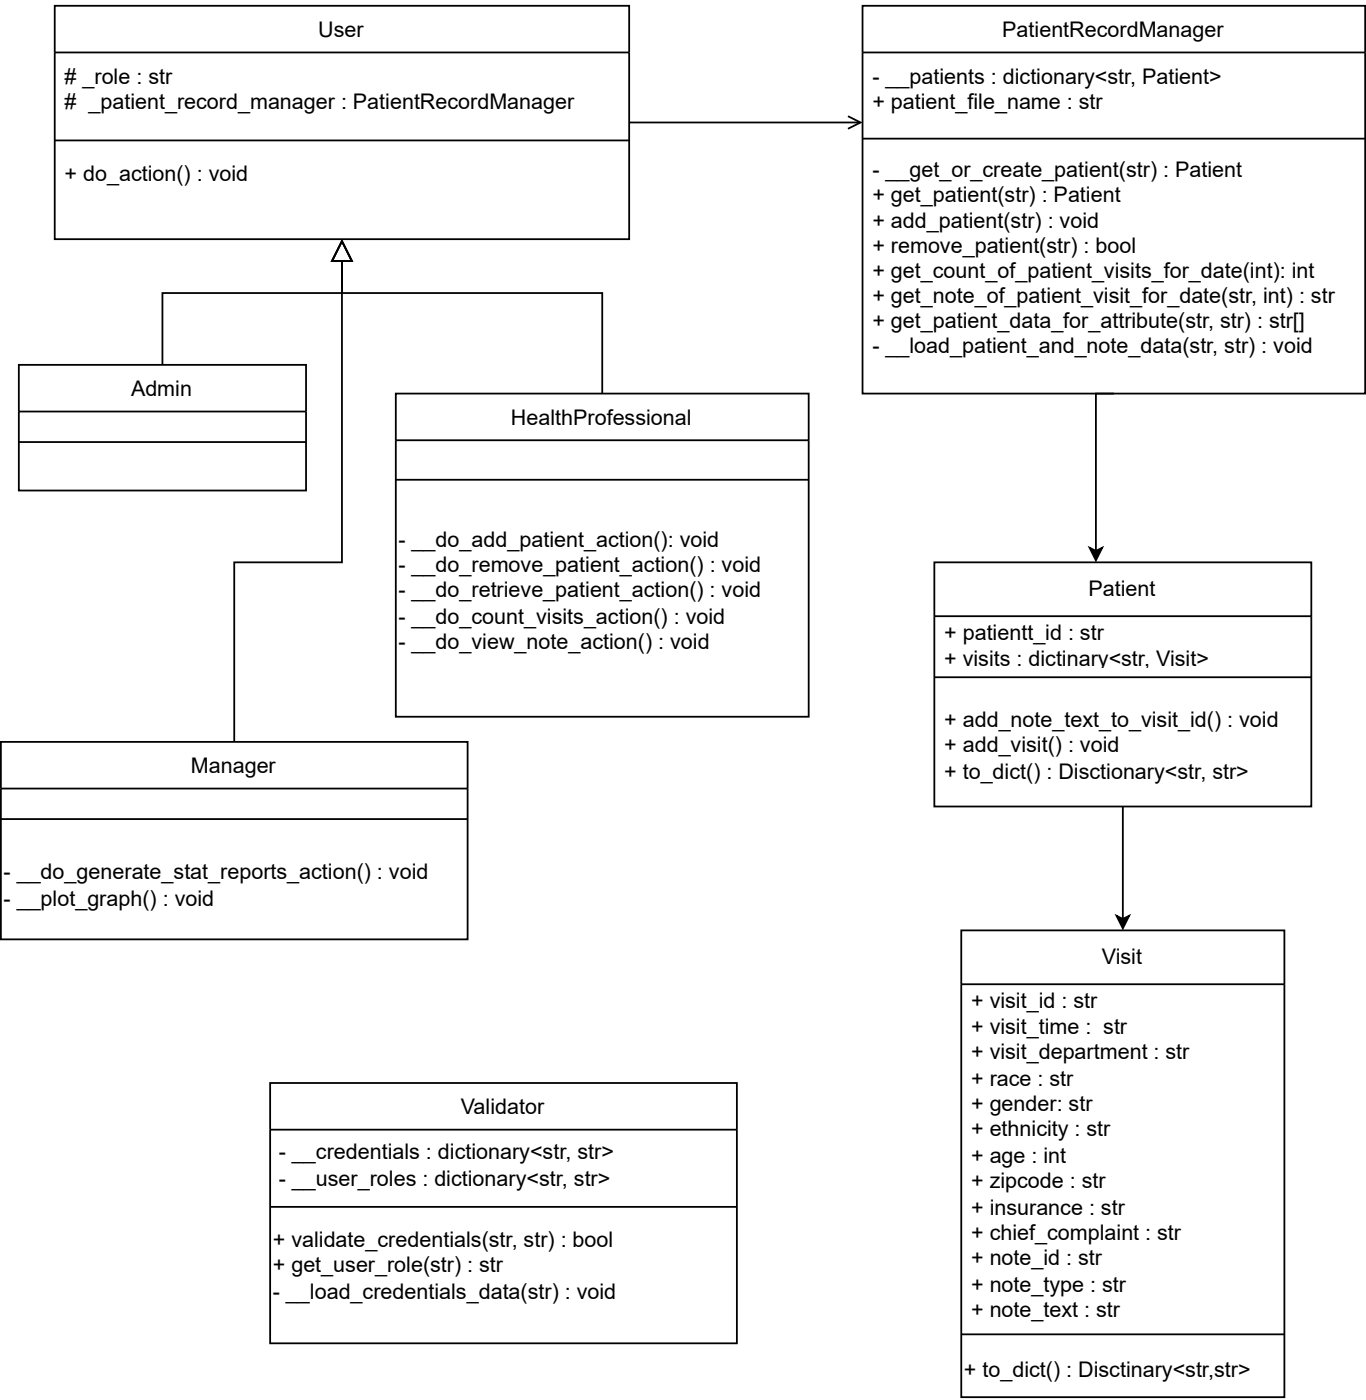 User
# _role : str
#  _patient_record_manager : PatientRecordManager
+ do_action() : void
PatientRecordManager
- __patients : dictionary<str, Patient>
+ patient_file_name : str
- __get_or_create_patient(str) : Patient
+ get_patient(str) : Patient
+ add_patient(str) : void
+ remove_patient(str) : bool
+ get_count_of_patient_visits_for_date(int): int
+ get_note_of_patient_visit_for_date(str, int) : str
+ get_patient_data_for_attribute(str, str) : str[]
- __load_patient_and_note_data(str, str) : void
Admin
HealthProfessional
- __do_add_patient_action(): void
- __do_remove_patient_action() : void
- __do_retrieve_patient_action() : void
- __do_count_visits_action() : void
- __do_view_note_action() : void
Manager
- __do_generate_stat_reports_action() : void
- __plot_graph() : void
Patient
+ patientt_id : str
+ visits : dictinary<str, Visit>
+ add_note_text_to_visit_id() : void
+ add_visit() : void
+ to_dict() : Disctionary<str, str>
Visit
+ visit_id : str
+ visit_time :  str
+ visit_department : str
+ race : str
+ gender: str
+ ethnicity : str
+ age : int
+ zipcode : str
+ insurance : str
+ chief_complaint : str
+ note_id : str
+ note_type : str
+ note_text : str
+ to_dict() : Disctinary<str,str>
Validator
- __credentials : dictionary<str, str>
- __user_roles : dictionary<str, str>
+ validate_credentials(str, str) : bool
+ get_user_role(str) : str
- __load_credentials_data(str) : void